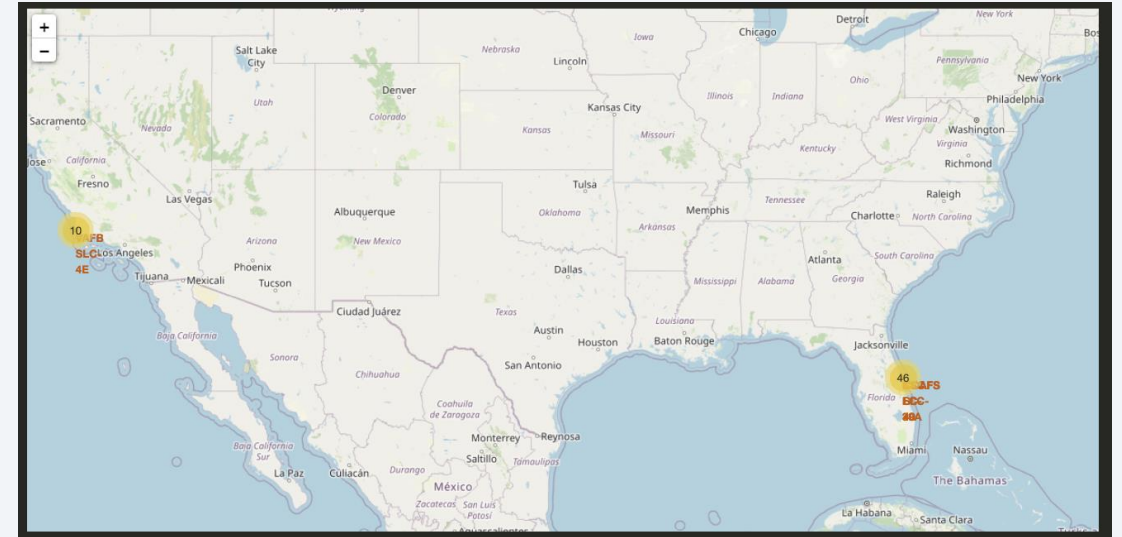 +
−
Wyoming
Detroit
New York
Chicago
Iowa
Salt Lake
City
Nebraska
Lincoln
Pennsylvania
New York
Denver
Utah
Ohio
Illinois
Indiana
Philadelphia
Kansas City
Colorado
Sacramento
Nevada
Kansas
Missouri
West Virginia
Washington
Virginia
Kentucky
California
Richmond
Fresno
Las Vegas
Tulsa
Raleigh
Tennessee
Albuquerque
Oklahoma
Memphis
Charlotte
North Carolina
10
Arkansas
AFB
Arizona
New Mexico
SLC-
Los Angeles
Atlanta
South Carolina
4E
Phoenix
Dallas
Tijuana
Mexicali
Tucson
Mississippi
Alabama
Georgia
Ciudad Juárez
Texas
Louisiana
Baja California
Austin
Houston
Baton Rouge
Jacksonville
Sonora
San Antonio
Chihuahua
46
AFS
Florida
Coahuila
de Zaragoza
Monterrey
Reynosa
Baja California
Sur
Miami
Nassau
Saltillo
Tamaulipas
La Paz
Culiacán
Durango
México
The Bahamas
Zacatecas
San Luis
Potosí
La Habana
Santa Clara
Aguascalientes